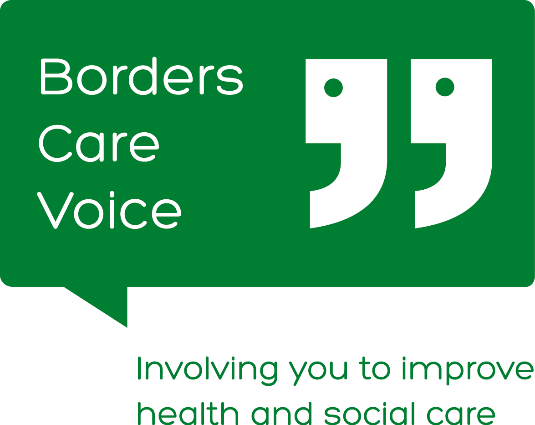 Borders
Care
Voice
Involving you to improve
health and social care